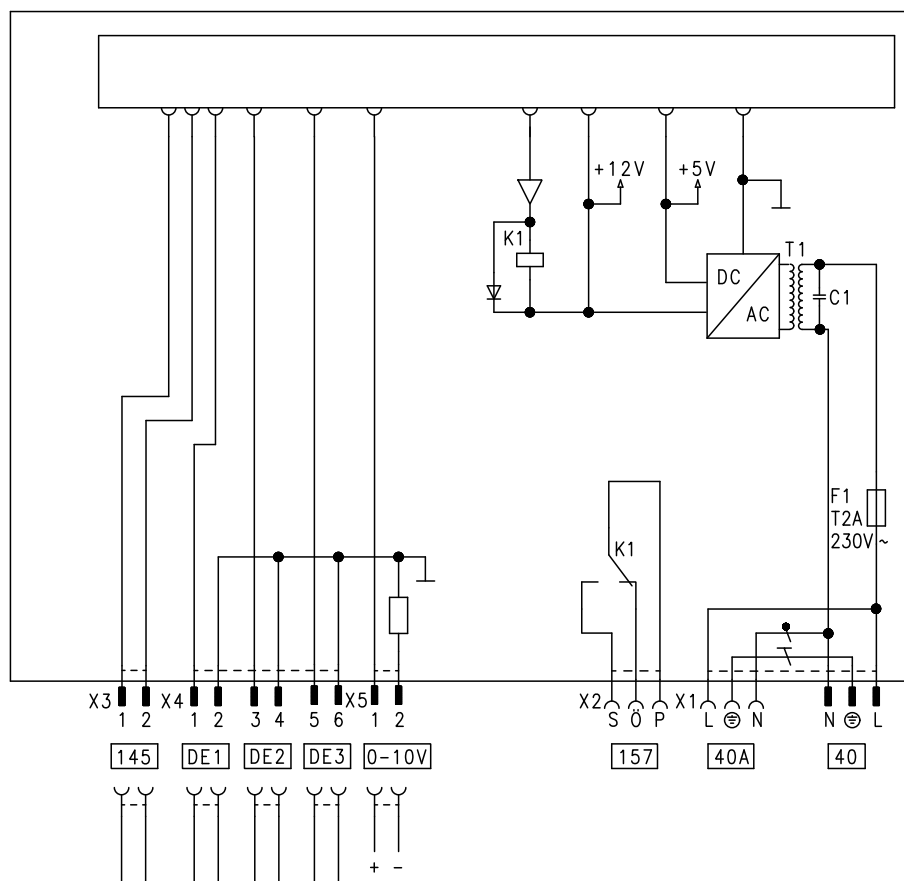 +12V +5V
K1 T1
DC
AC
C1
F1
T2A
230V~
K1
X3 X4 X5 X2 X1
1 2 1 2 3 4 5 6 1 2 S Ö P L N N L
145 DE1 DE2 DE3 0-10V 157 40A 40
+ -